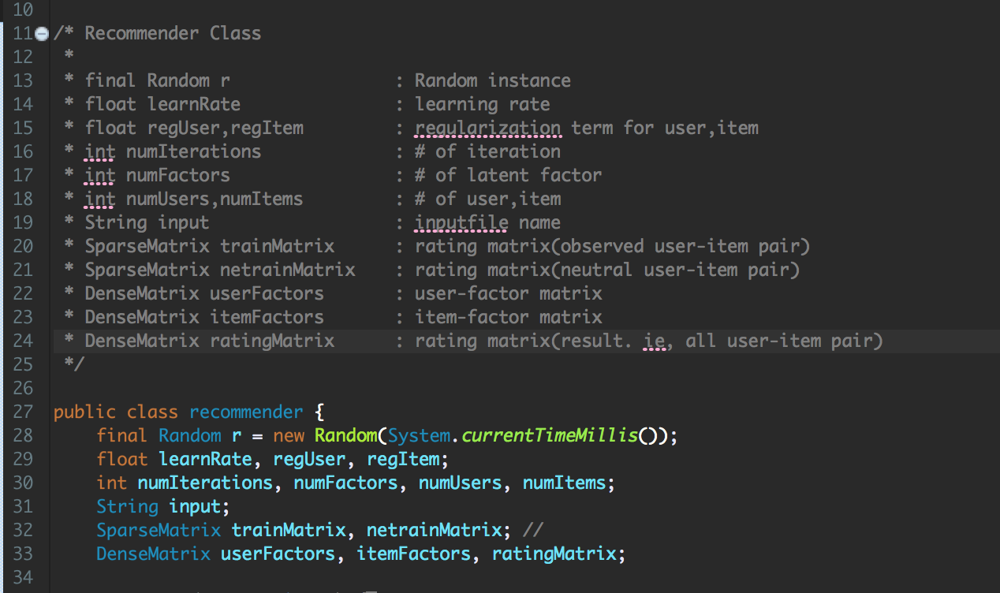 10
11 /* Recommender Class
12  *
13  * final Random r                : Random instance
14  * float learnRate               : learning rate
15  * float regUser,regItem         : regularization term for user,item
16  * int numIterations             : # of iteration
17  * int numFactors                : # of latent factor
18  * int numUsers,numItems         : # of user,item
19  * String input                  : inputfile name
20  * SparseMatrix trainMatrix      : rating matrix(observed user-item pair)
21  * SparseMatrix netrainMatrix    : rating matrix(neutral user-item pair)
22  * DenseMatrix userFactors       : user-factor matrix
23  * DenseMatrix itemFactors       : item-factor matrix
24  * DenseMatrix ratingMatrix      : rating matrix(result. ie, all user-item pair)
25  */
26
27 public class recommender {
28     final Random r = new Random(System.currentTimeMillis());
29     float learnRate, regUser, regItem;
30     int numIterations, numFactors, numUsers, numItems;
31     String input;
32     SparseMatrix trainMatrix, netrainMatrix; //
33     DenseMatrix userFactors, itemFactors, ratingMatrix;
34